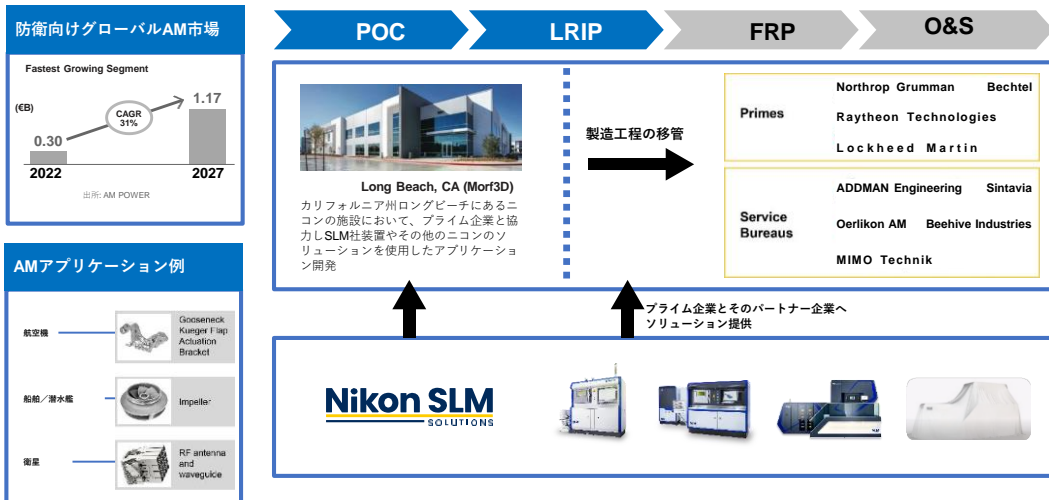 防衛向けグローバルAM市場
Fastest Growing Segment
(€B)
CAGR
31%
0.30
1.17
2022
2027
出所: AM POWER
AMアプリケーション例
航空機
Gooseneck
Kueger Flap
Actuation
Bracket
船舶／潜水艦
Impeller
衛星
RF antenna
and
waveguide
POC
LRIP
FRP
O&S
Long Beach, CA (Morf3D)
カリフォルニア州ロングビーチにあるニ
コンの施設において、プライム企業と協
力しSLM社装置やその他のニコンのソ
リューションを使用したアプリケーショ
ン開発
製造工程の移管
Primes
Northrop Grumman Bechtel
Raytheon Technologies
Lockheed Martin
Service
Bureaus
ADDMAN Engineering Sintavia
Oerlikon AM Beehive Industries
MIMO Technik
プライム企業とそのパートナー企業へ
ソリューション提供
Nikon SLM
SOLUTIONS